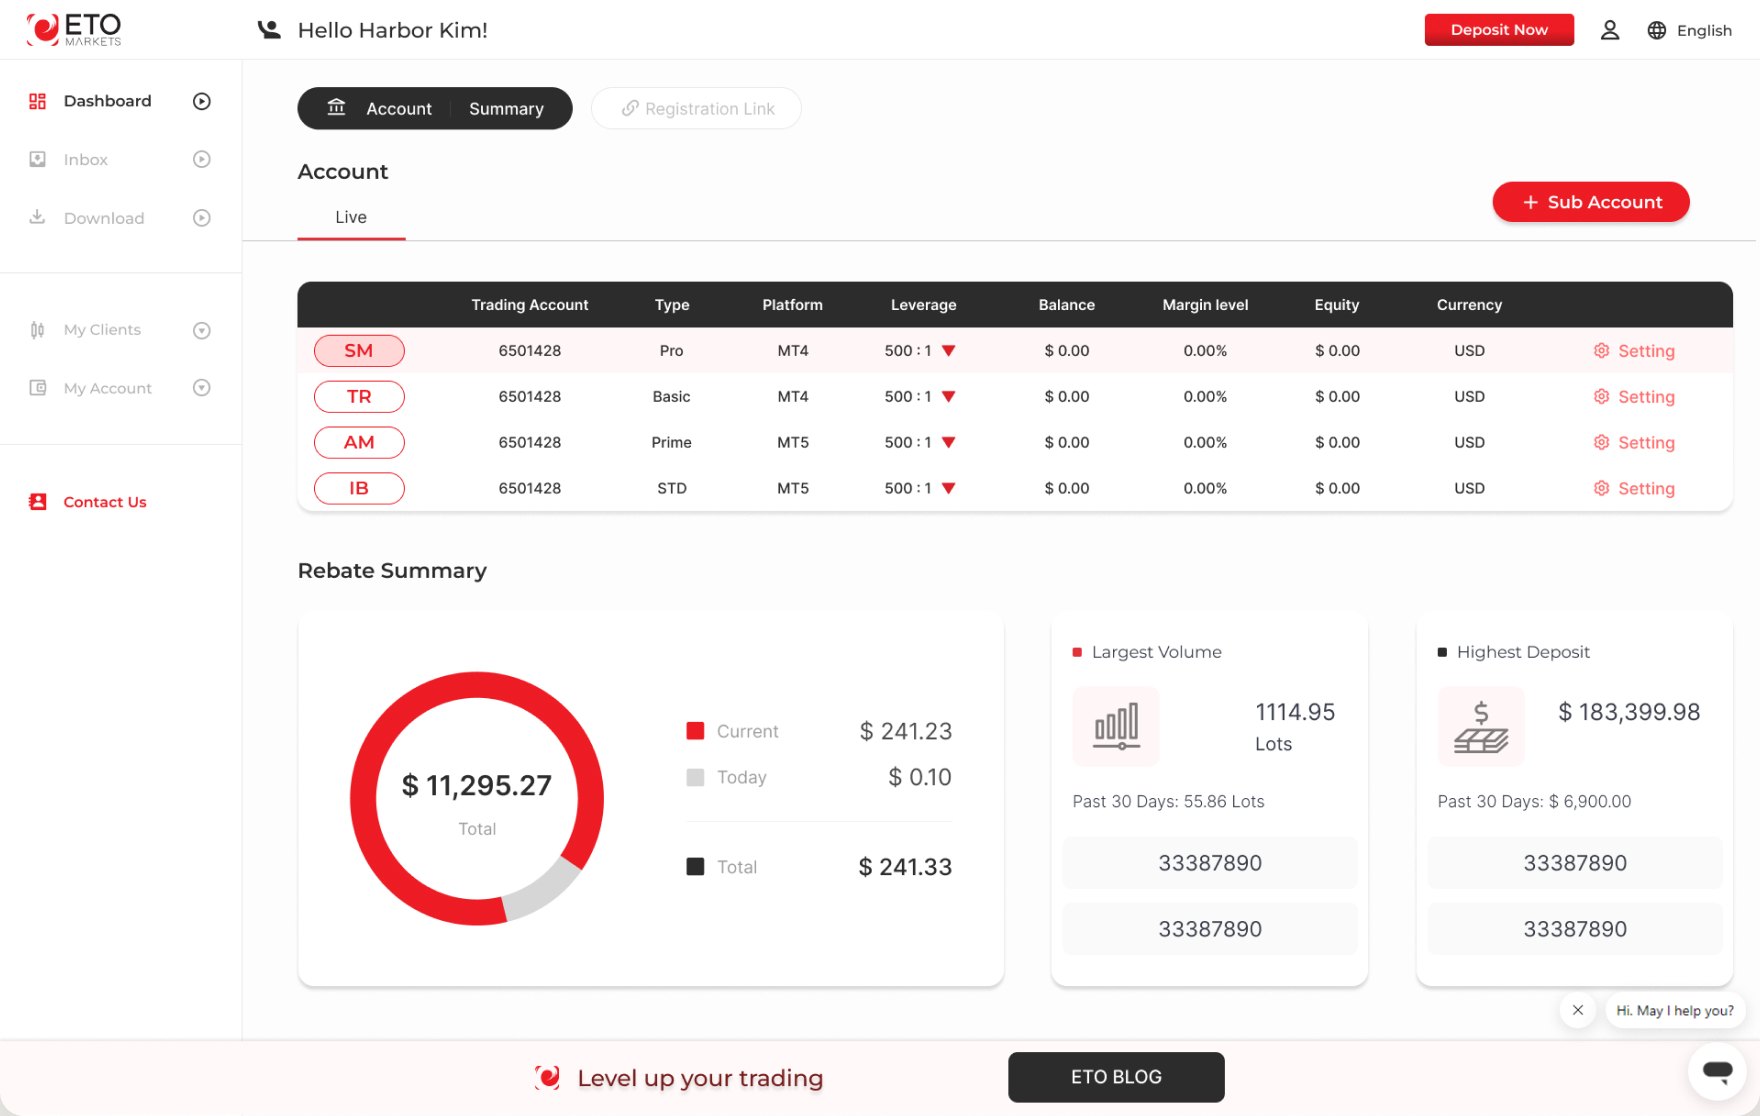 ETO
MARKETS
Hello Harbor Kim!
Deposit Now
English
Dashboard
Inbox
Download
My Clients
My Account
Contact Us
Account Summary
Registration Link
Account
Live
+ Sub Account
Trading Account Type Platform Leverage Balance Margin level Equity Currency
SM 6501428 Pro MT4 500 : 1 $ 0.00 0.00% $ 0.00 USD Setting
TR 6501428 Basic MT4 500 : 1 $ 0.00 0.00% $ 0.00 USD Setting
AM 6501428 Prime MT5 500 : 1 $ 0.00 0.00% $ 0.00 USD Setting
IB 6501428 STD MT5 500 : 1 $ 0.00 0.00% $ 0.00 USD Setting
Rebate Summary
$ 11,295.27
Total
Current $ 241.23
Today $ 0.10
Total $ 241.33
Largest Volume
1114.95
Lots
Past 30 Days: 55.86 Lots
33387890
33387890
Highest Deposit
$ 183,399.98
Past 30 Days: $ 6,900.00
33387890
33387890
Hi. May I help you?
Level up your trading
ETO BLOG